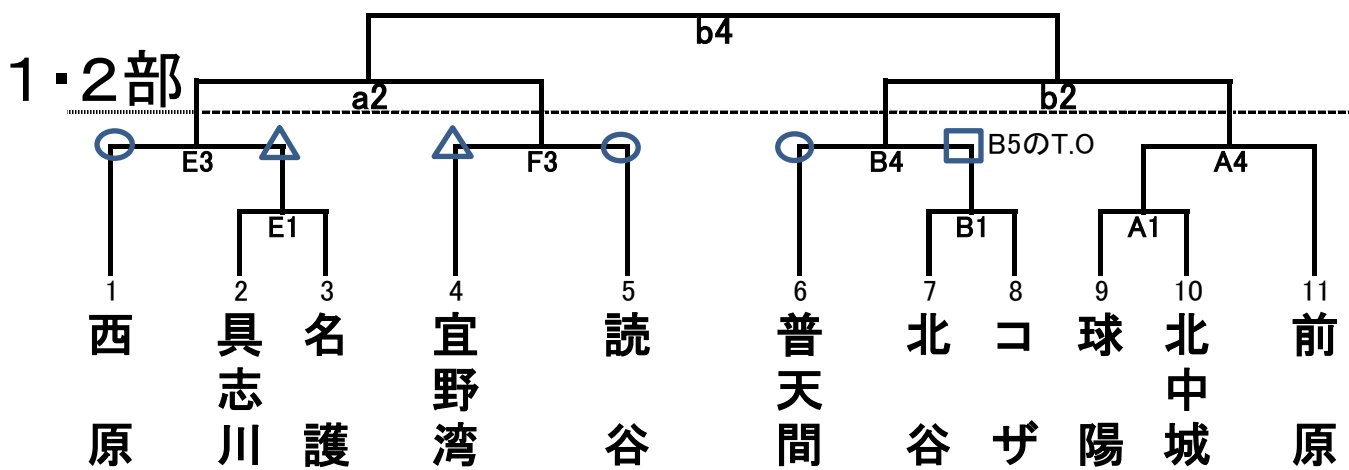 b4
1・2部
a2
b2
E3
F3
B4
B5のT.O
A4
E1
B1
A1
1
2
3
4
5
6
7
8
9
10
11
西原
具志川
名護
宜野湾
読谷
普天間
北谷
コザ
球陽
北中城
前原